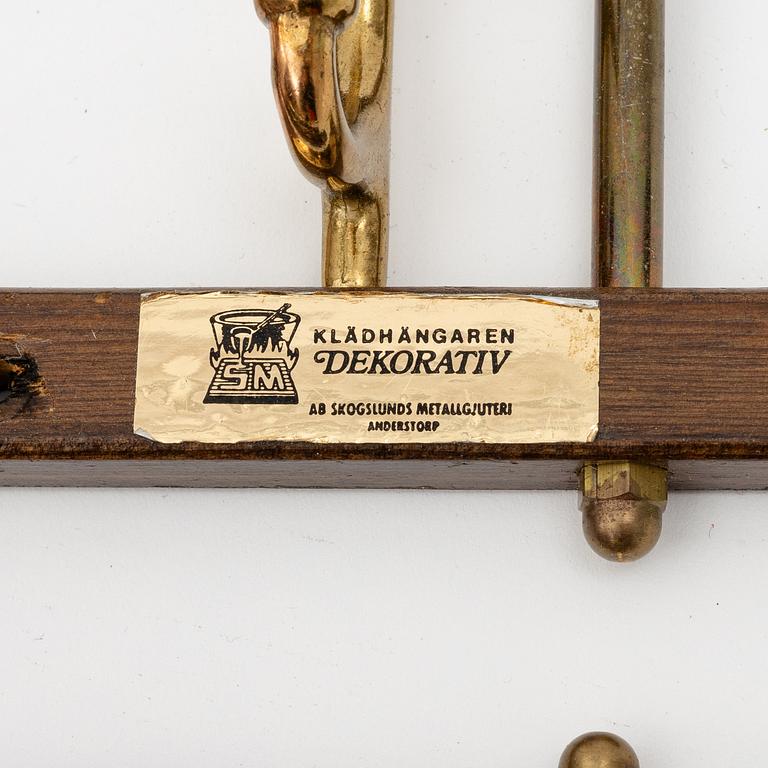 SM
KLÄDHÄNGAREN
DEKORATIV
AB SKOGSLUNDS METALLGJUTERI
ANDERSTORP